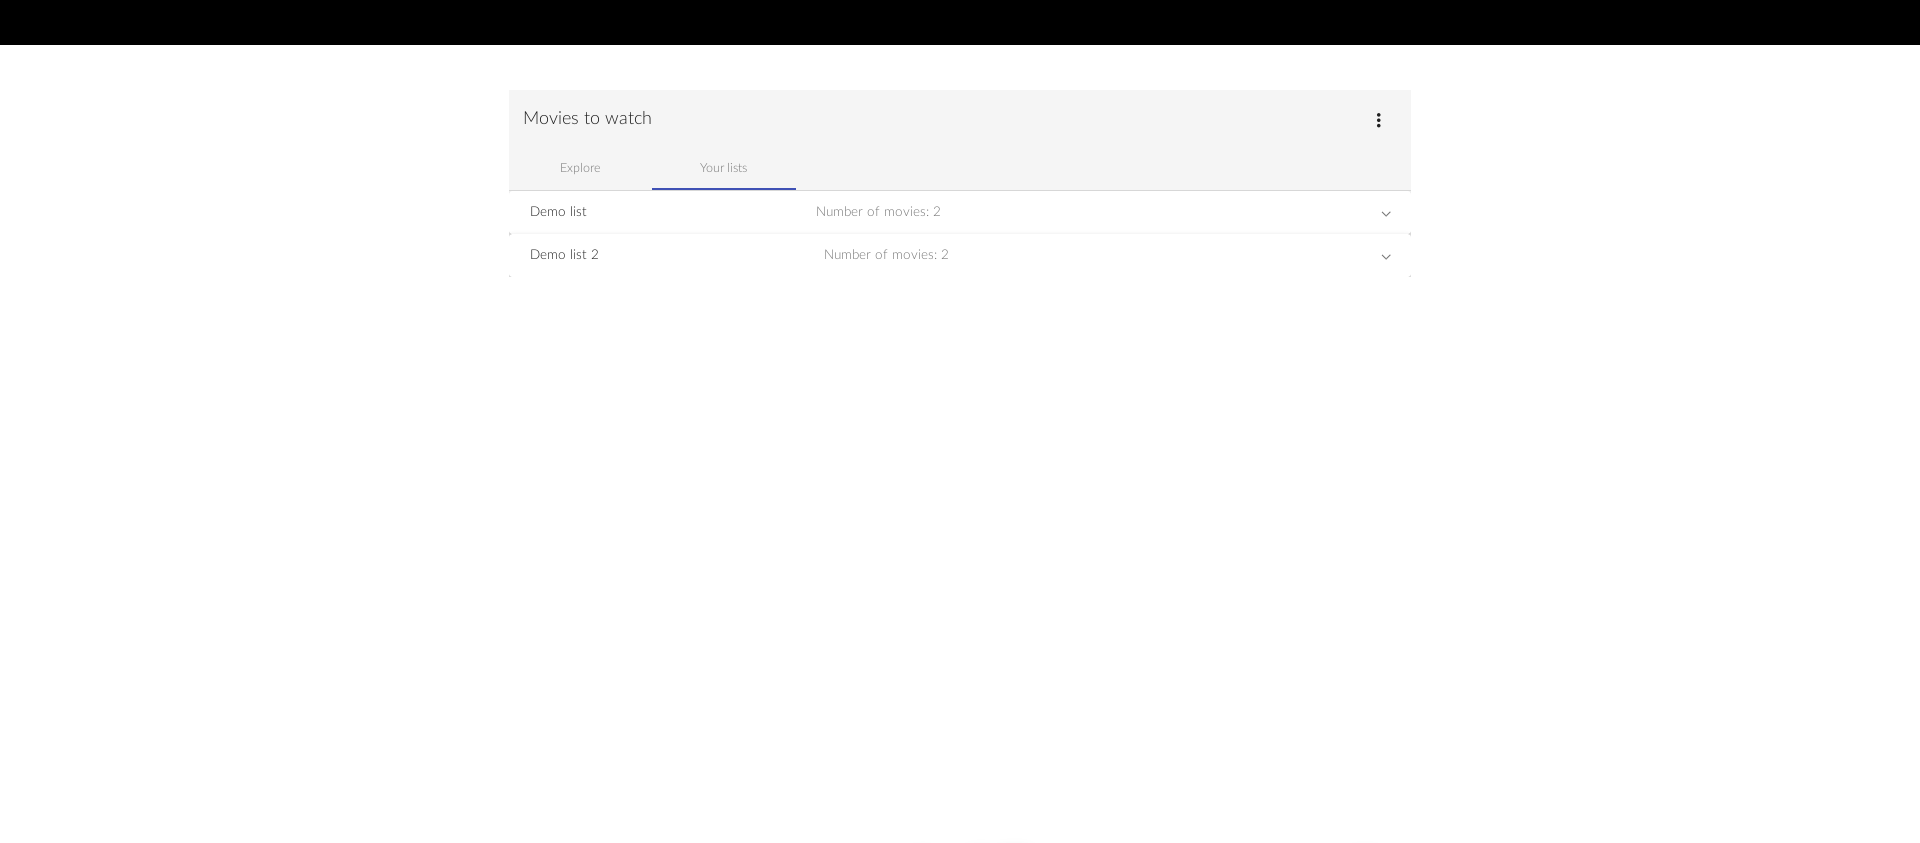 Movies to watch
Explore Your lists
Demo list Number of movies: 2
Demo list 2 Number of movies: 2